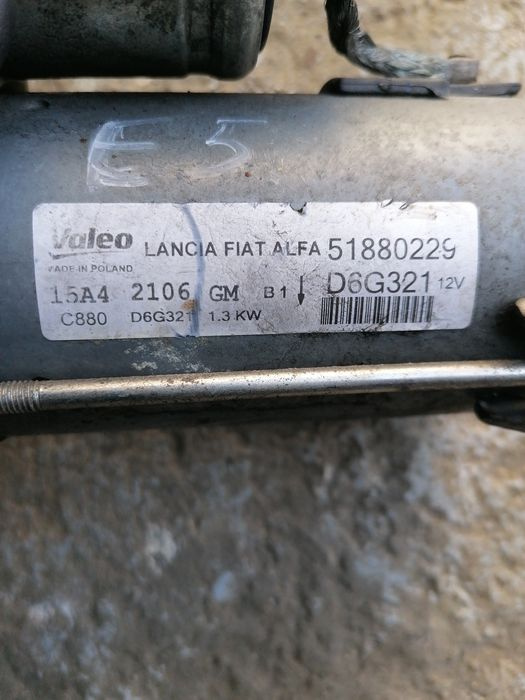 E5
Valeo LANCIA FIAT ALFA 51880229
MADE IN POLAND
15A4 2106 GM B1 ↓ D6G321 12V
C880 D6G321 1.3 KW